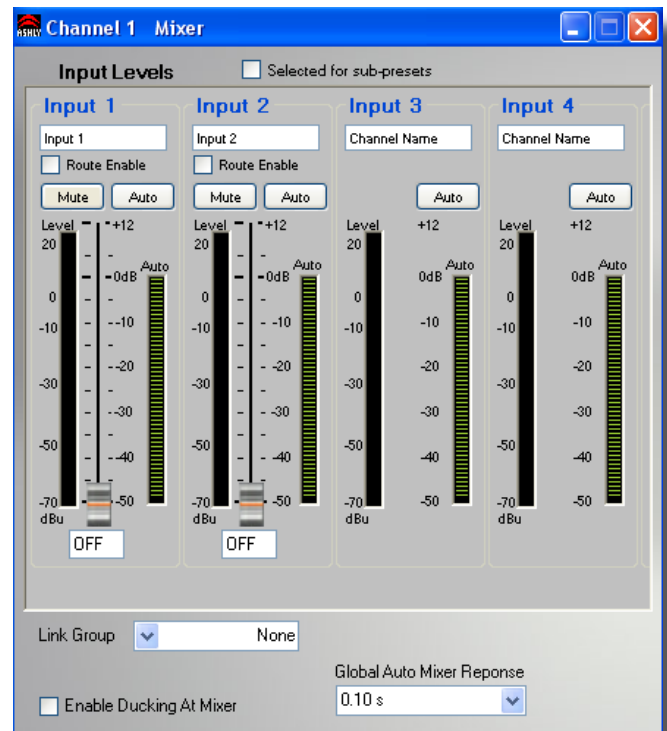 ASHLY Channel 1 Mixer
Input Levels Selected for sub-presets
Input 1 Input 2 Input 3 Input 4
Input 1 Input 2 Channel Name Channel Name
Route Enable Route Enable
Mute Auto Mute Auto Auto Auto
Level +12 Level +12 Level +12 Level +12
20 20 20 20
Auto Auto Auto Auto
0dB 0dB 0dB 0dB
0 0 0 0
-10 -10 -10 -10 -10 -10 -10 -10
-20 -20 -20 -20
-30 -30 -30 -30
-30 -30 -30 -30
-50 -50 -50 -50
-40 -40 -40 -40
-70 -50 -70 -50 -70 -50 -70 -50
dBu dBu dBu dBu
OFF OFF
Link Group None
Global Auto Mixer Reponse
Enable Ducking At Mixer 0.10 s